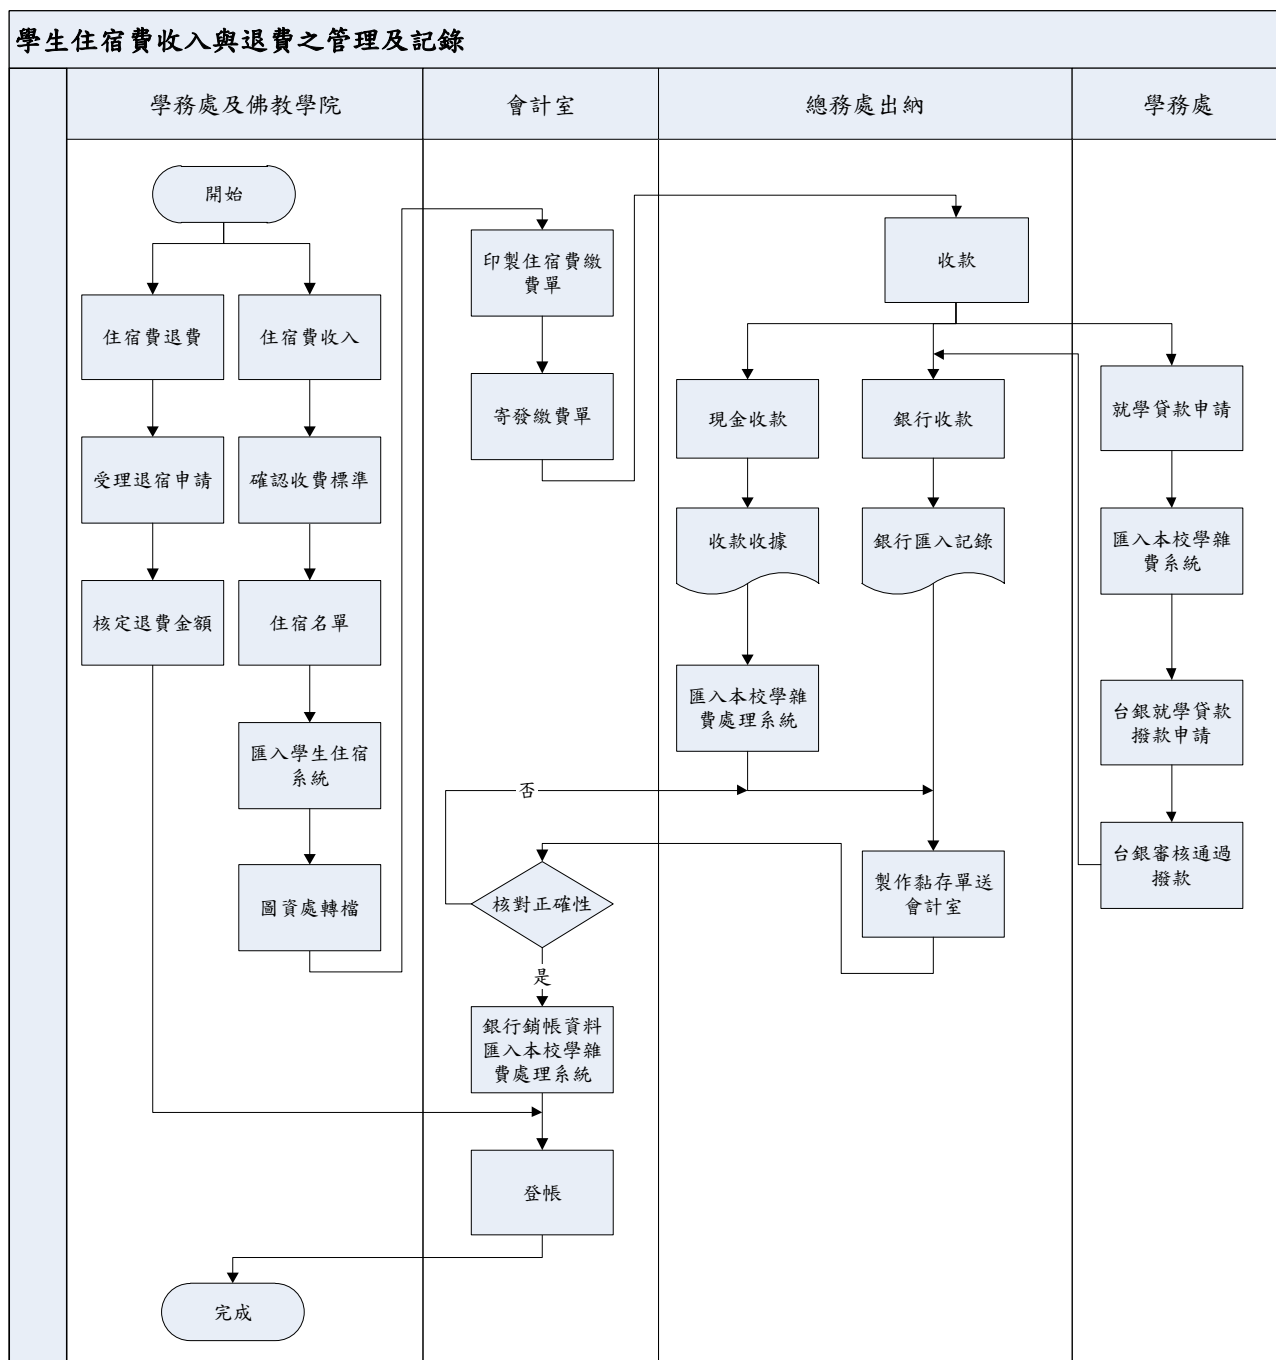 學生住宿費收入與退費之管理及記錄
學務處及佛教學院
會計室
總務處出納
學務處
開始
住宿費退費
住宿費收入
受理退宿申請
確認收費標準
核定退費金額
住宿名單
匯入學生住宿
系統
圖資處轉檔
印製住宿費繳
費單
寄發繳費單
收款
現金收款
銀行收款
就學貸款申請
收款收據
銀行匯入記錄
匯入本校學雜
費系統
匯入本校學雜
費處理系統
台銀就學貸款
撥款申請
台銀審核通過
撥款
否
製作黏存單送
會計室
核對正確性
是
銀行銷帳資料
匯入本校學雜
費處理系統
登帳
完成